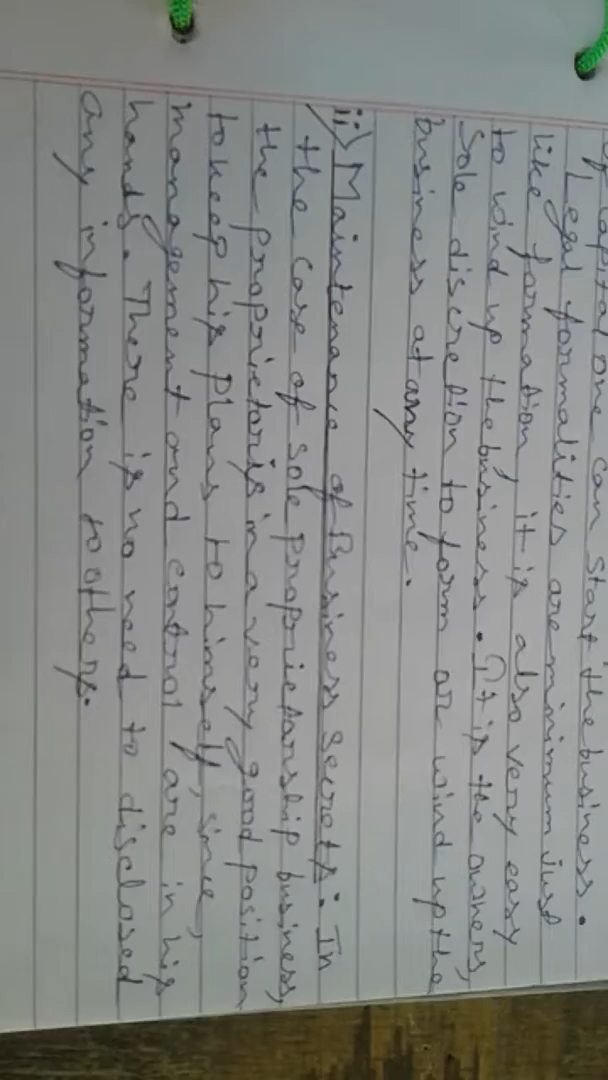 of capital one can start the business.
Legal formalities are minimum just
like formation, it is also very easy
to wind up the business. It is the owners,
sole discretion to form or wind up the
business at any time.
ii) Maintenance of Business Secrets: In
the case of sole proprietorship business,
the proprietor is in a very good position
to keep his plans to himself, since,
management and control are in his
hands. There is no need to disclosed
any information to others.